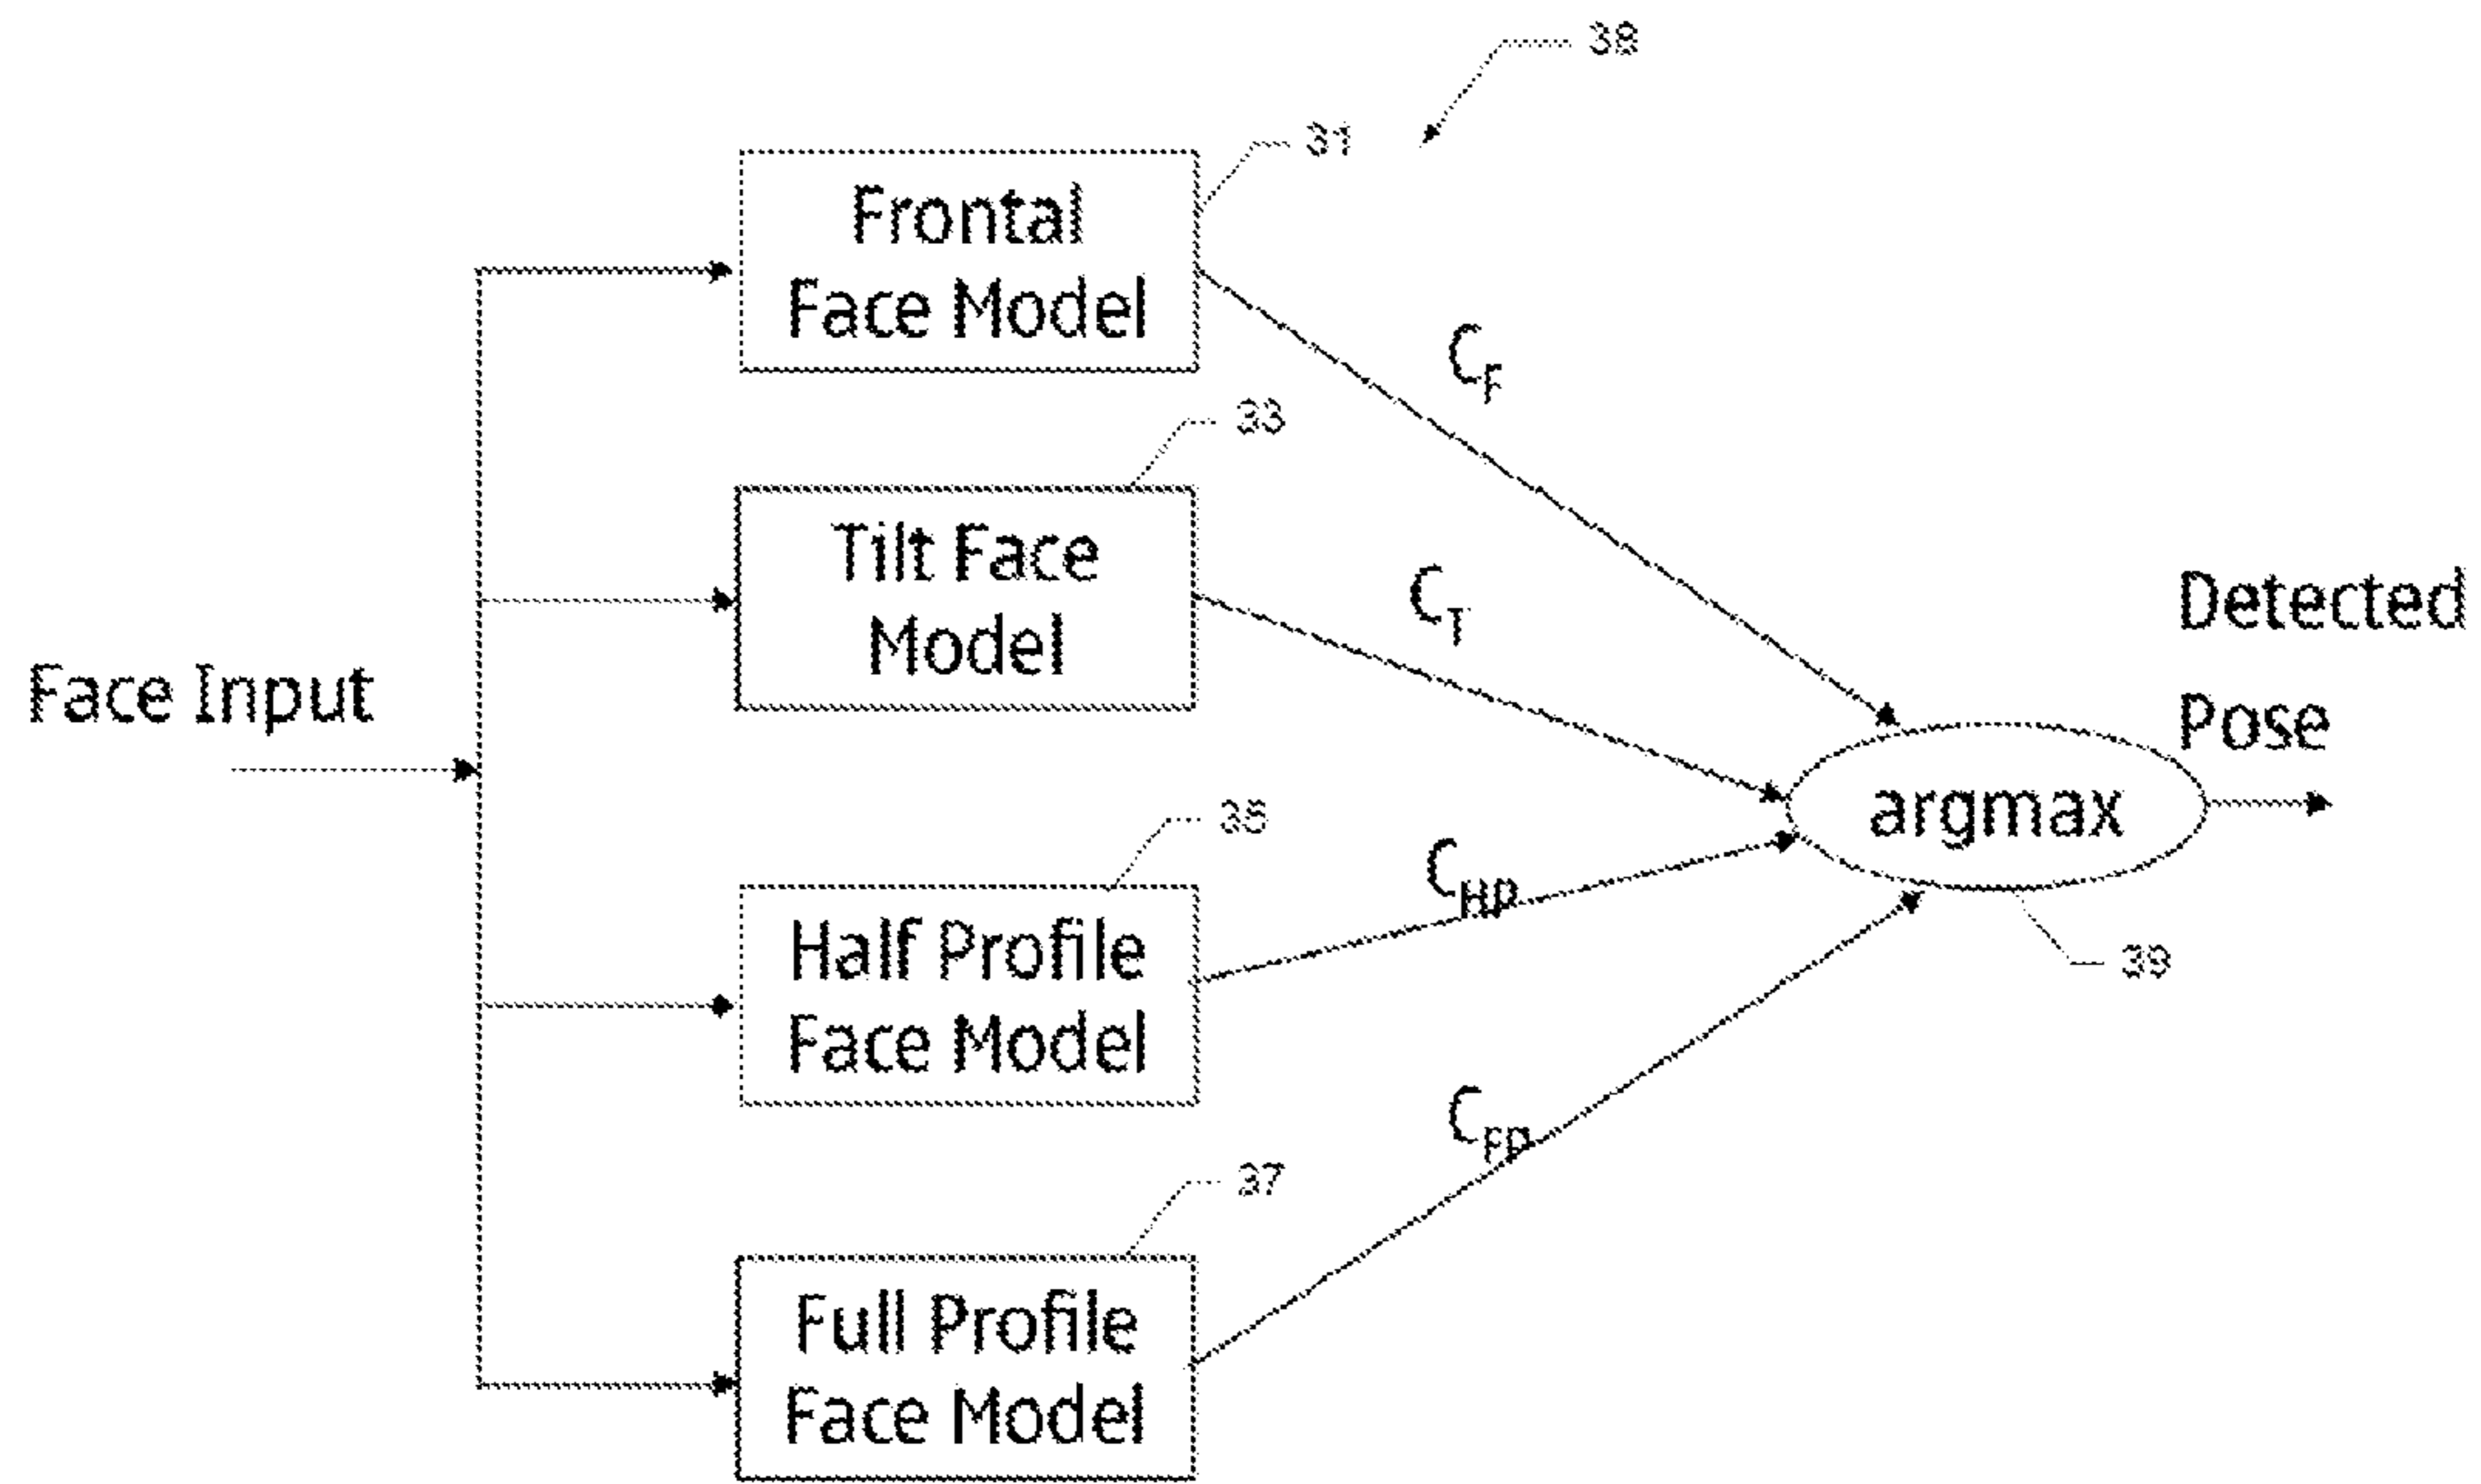 38
31
Frontal
Face Model
C_F
33
Tilt Face
Model
C_T
Detected
Pose
Face Input
argmax
35
C_HP
Half Profile
Face Model
39
C_FP
37
Full Profile
Face Model